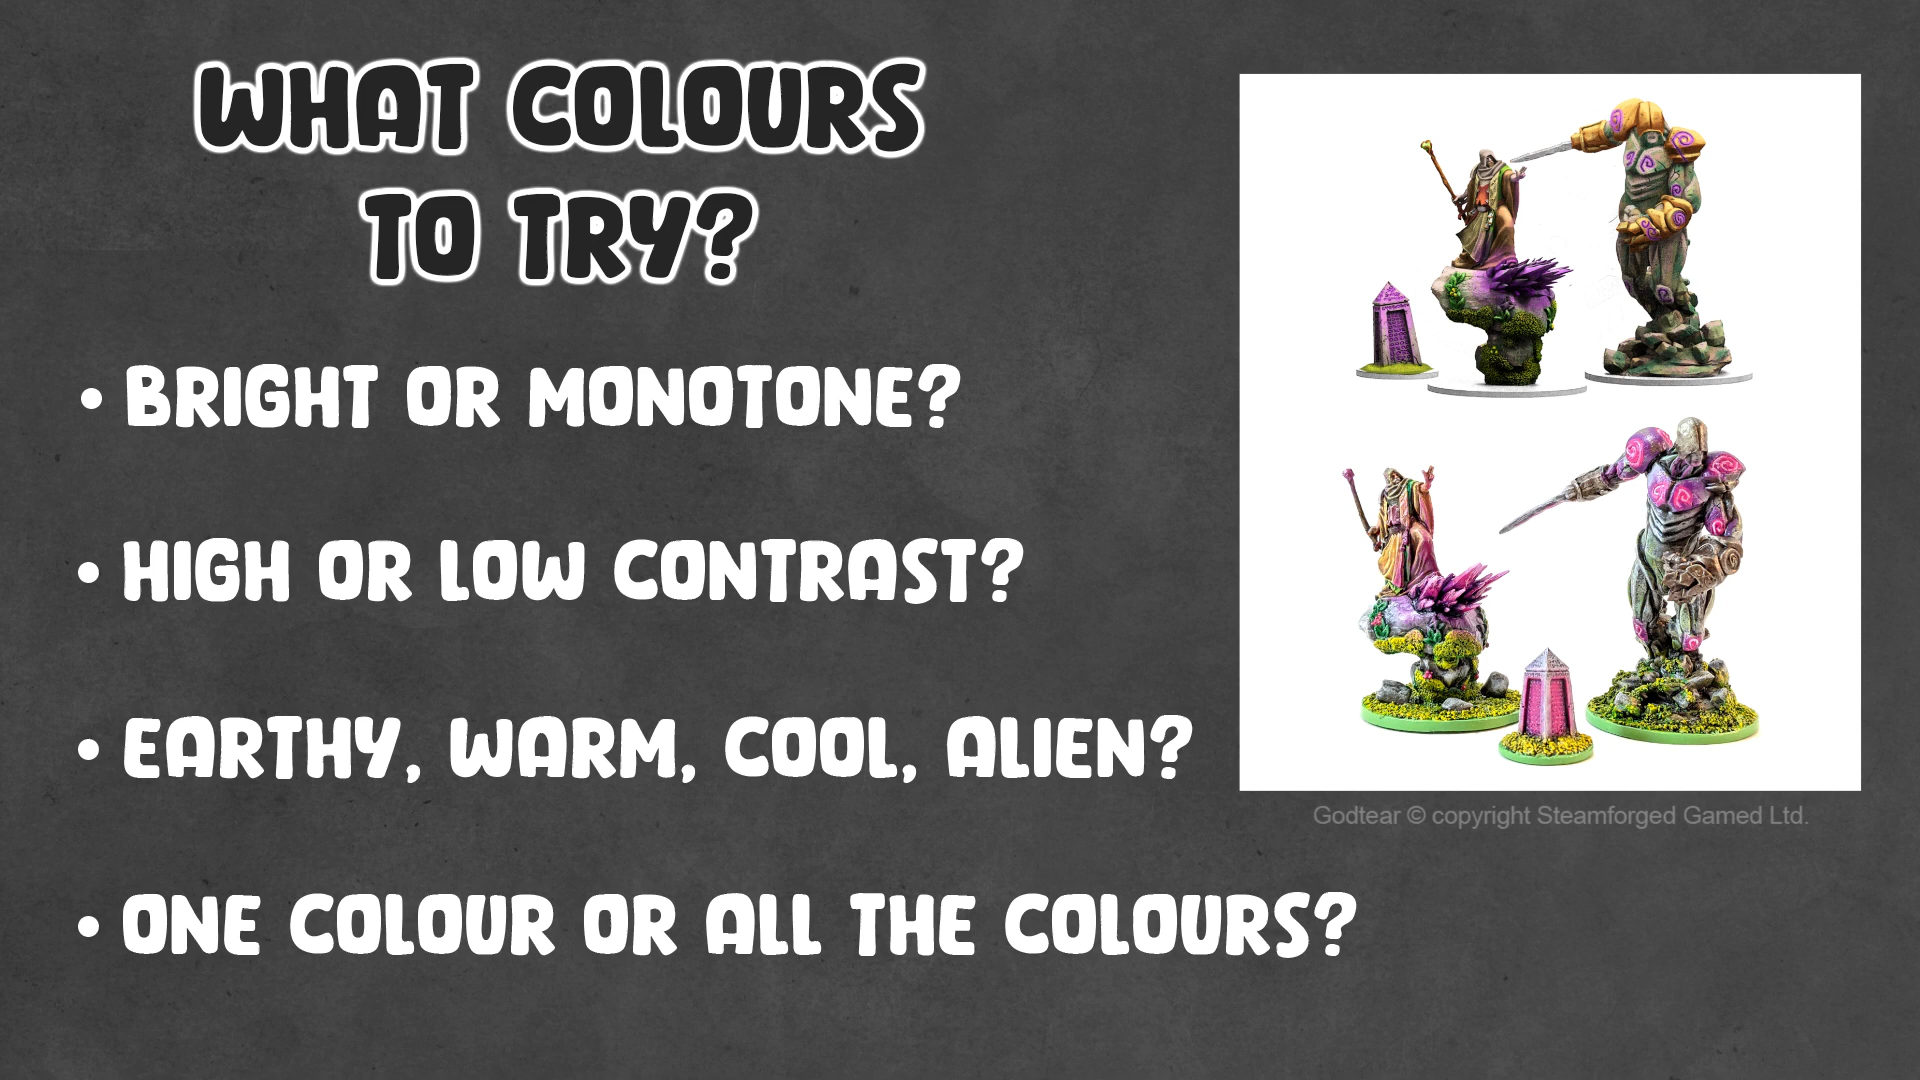 WHAT COLOURS
TO TRY?
• BRIGHT OR MONOTONE?
• HIGH OR LOW CONTRAST?
• EARTHY, WARM, COOL, ALIEN?
• ONE COLOUR OR ALL THE COLOURS?
Godtear © copyright Steamforged Gamed Ltd.